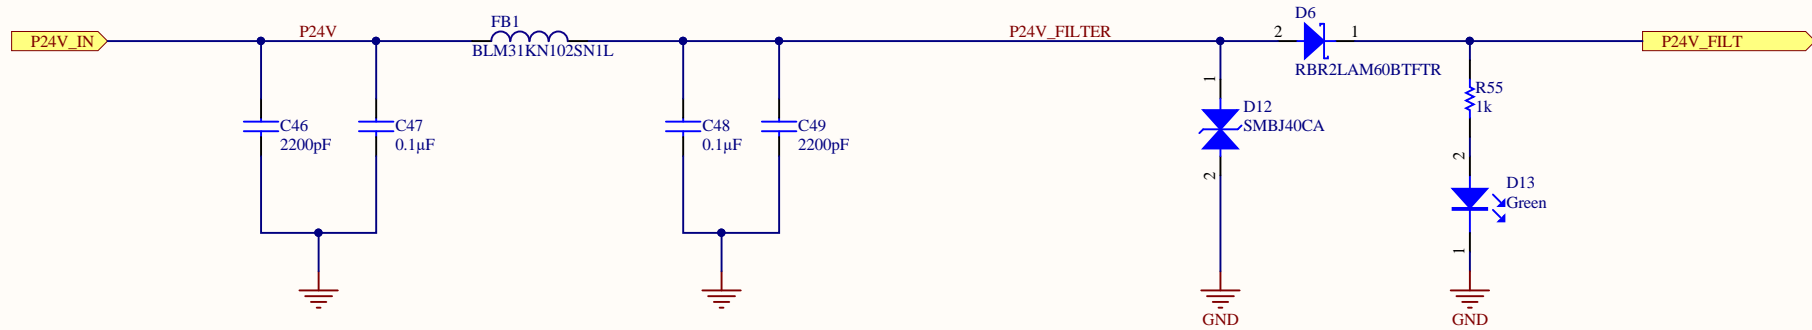 P24V_IN
P24V
FB1
BLM31KN102SN1L
P24V_FILTER
D6
2
1
RBR2LAM60BTFTR
P24V_FILT
C46
2200pF
C47
0.1µF
C48
0.1µF
C49
2200pF
1
D12
SMBJ40CA
2
GND
R55
1k
2
D13
Green
1
GND